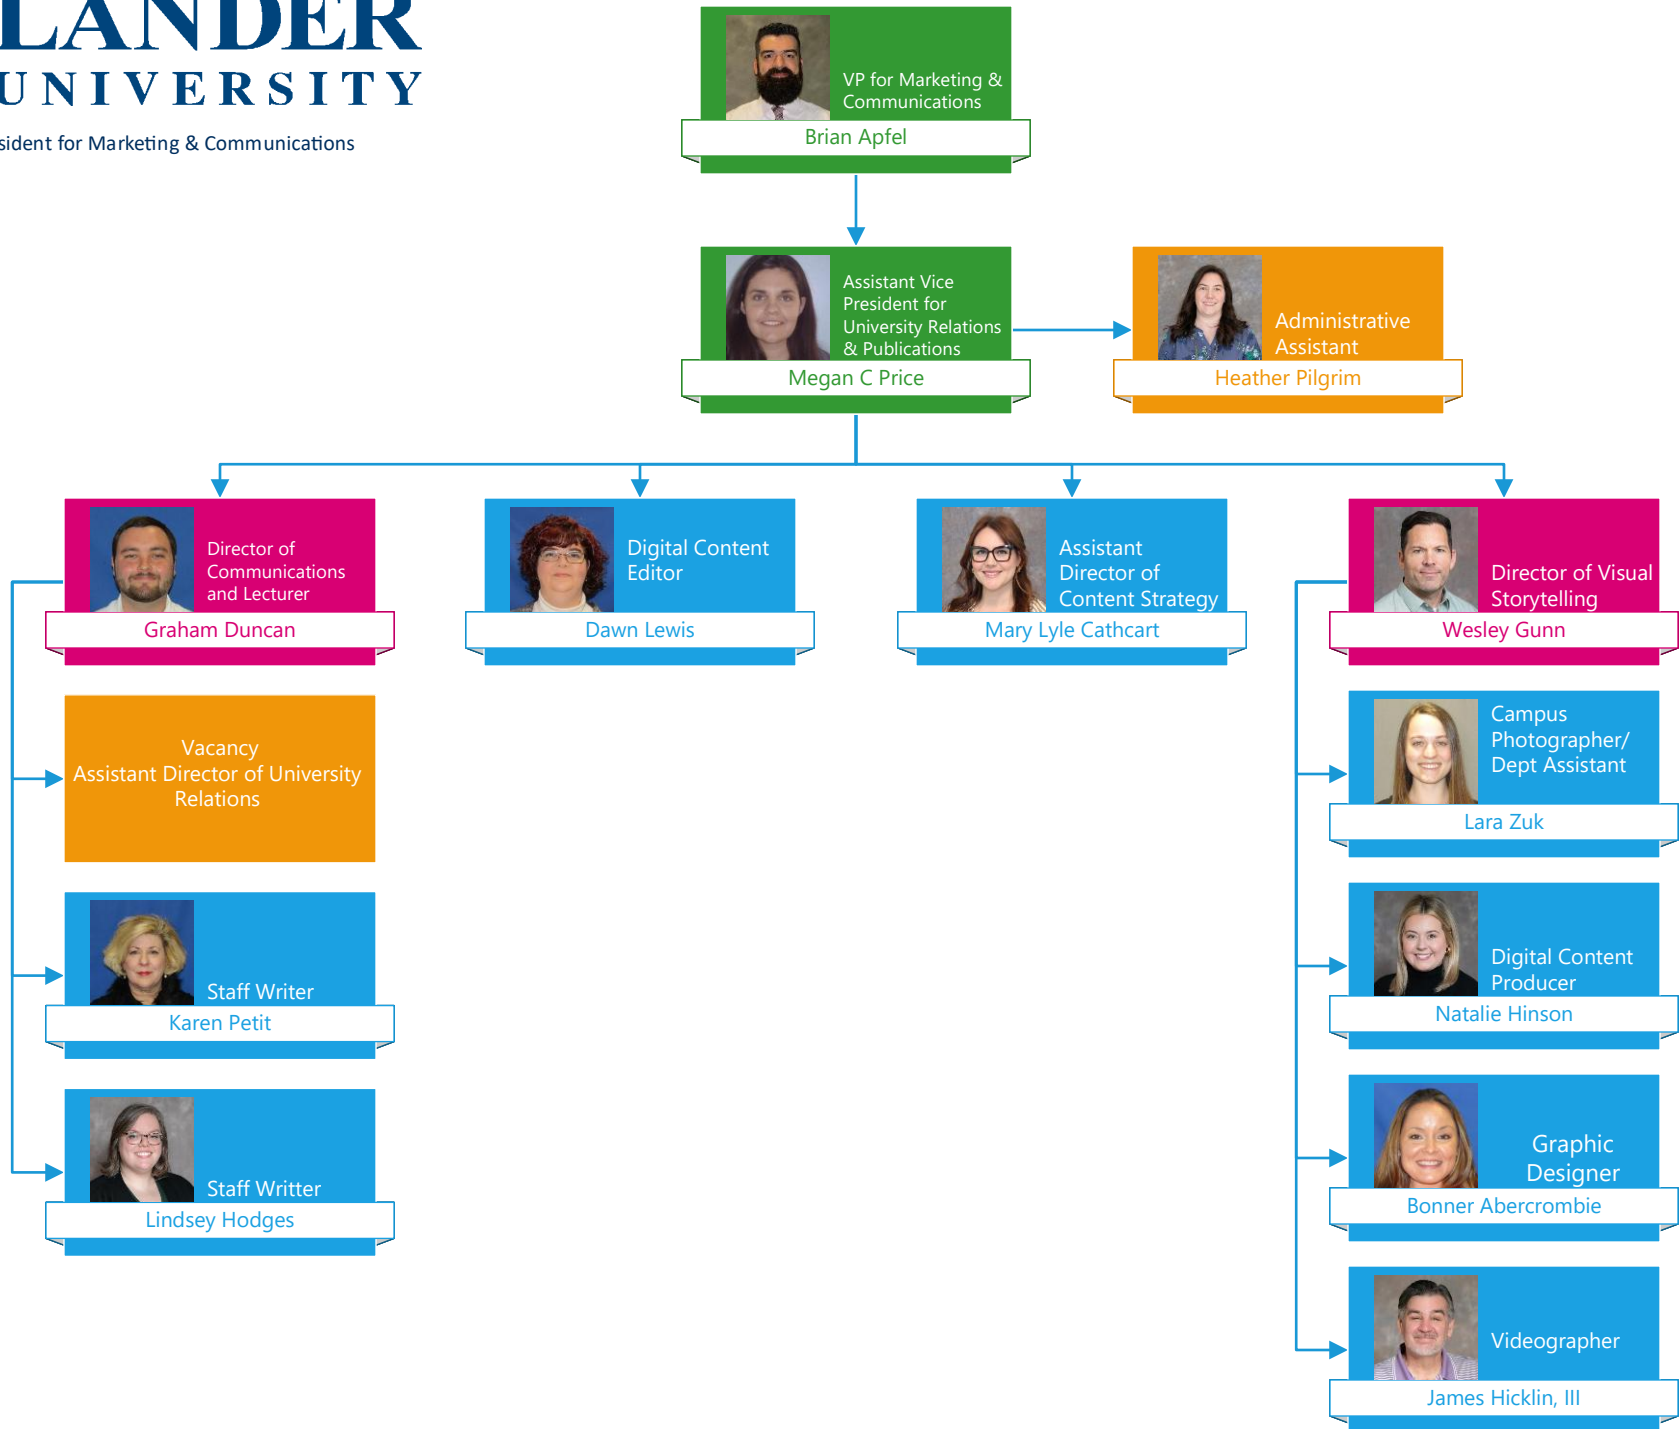 LANDER
UNIVERSITY
sident for Marketing & Communications
VP for Marketing &
Communications
Brian Apfel
Assistant Vice
President for
University Relations
& Publications
Megan C Price
Administrative
Assistant
Heather Pilgrim
Director of
Communications
and Lecturer
Graham Duncan
Digital Content
Editor
Dawn Lewis
Assistant
Director of
Content Strategy
Mary Lyle Cathcart
Director of Visual
Storytelling
Wesley Gunn
Vacancy
Assistant Director of University
Relations
Campus
Photographer/
Dept Assistant
Lara Zuk
Staff Writer
Karen Petit
Digital Content
Producer
Natalie Hinson
Staff Writter
Lindsey Hodges
Graphic
Designer
Bonner Abercrombie
Videographer
James Hicklin, III